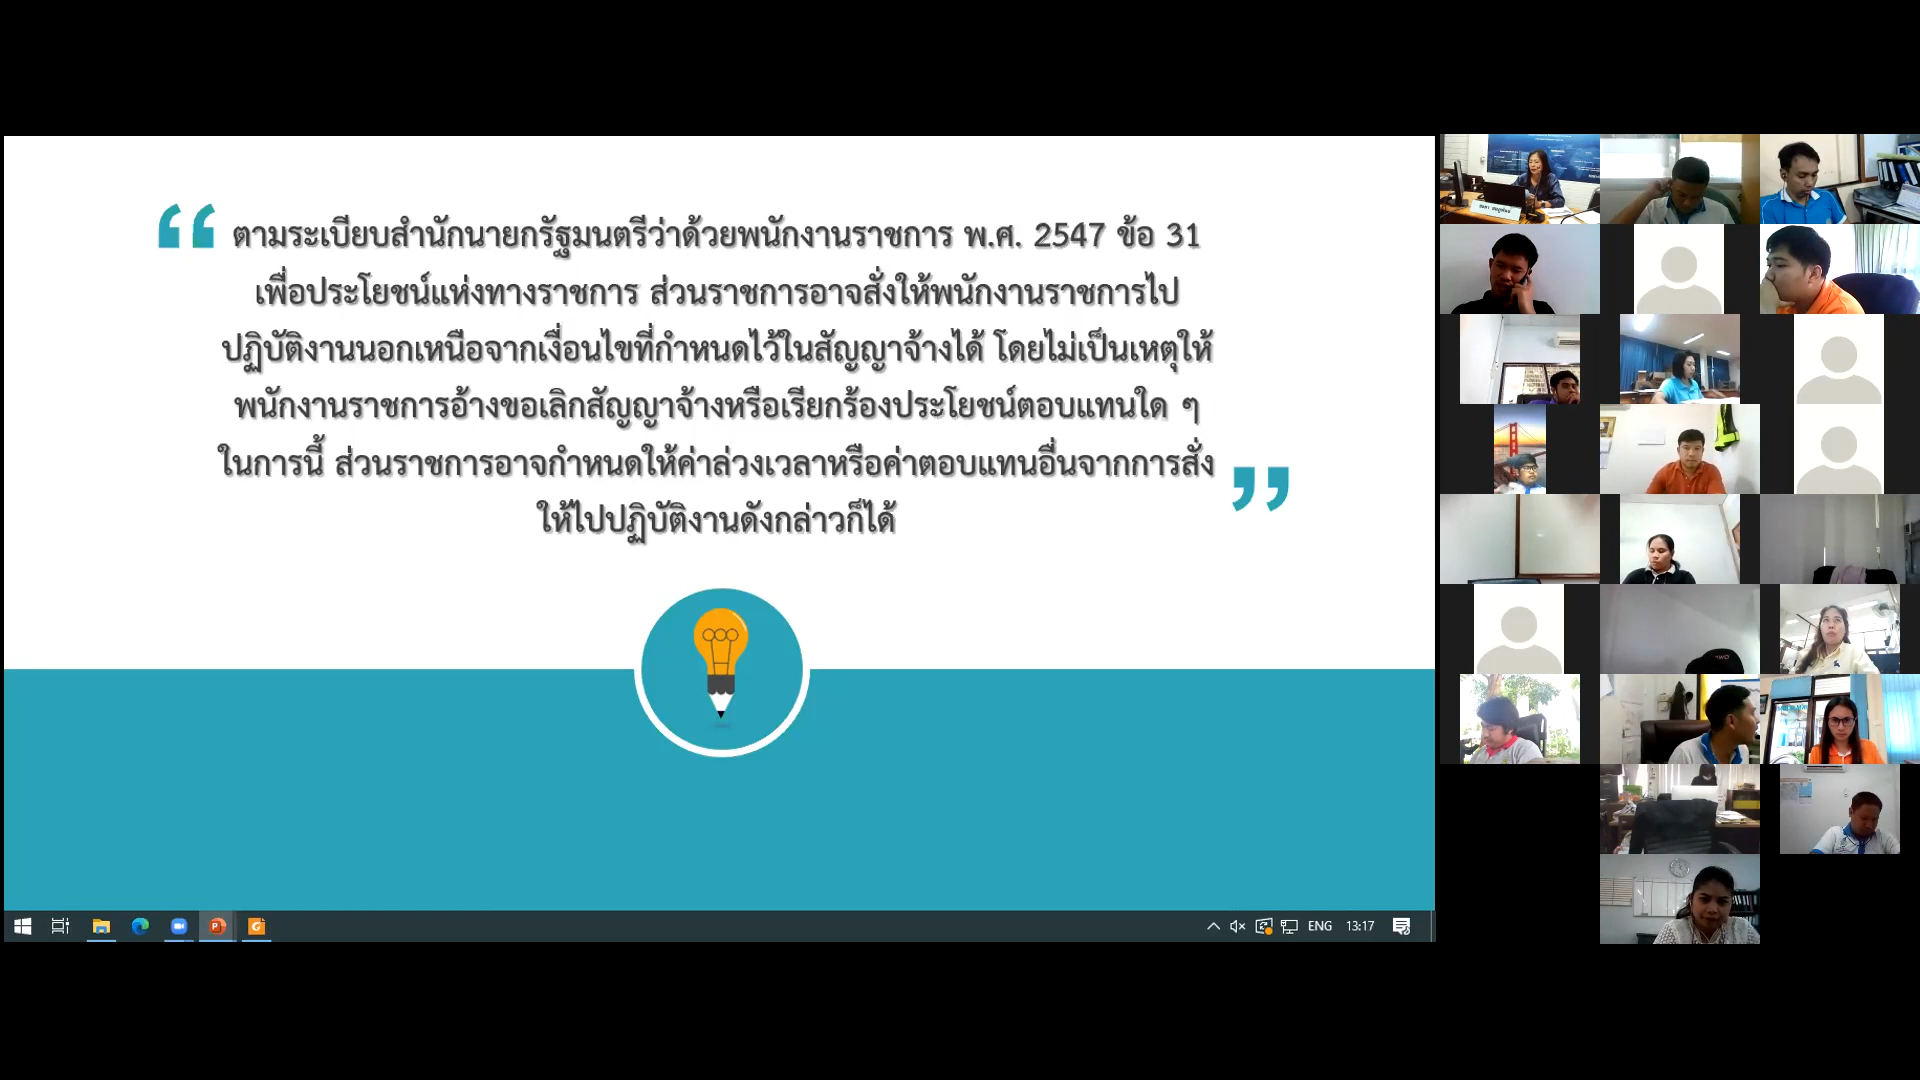 ตามระเบียบสำนักนายกรัฐมนตรีว่าด้วยพนักงานราชการ พ.ศ. 2547 ข้อ 31
เพื่อประโยชน์แห่งทางราชการ ส่วนราชการอาจสั่งให้พนักงานราชการไป
ปฏิบัติงานนอกเหนือจากเงื่อนไขที่กำหนดไว้ในสัญญาจ้างได้ โดยไม่เป็นเหตุให้
พนักงานราชการอ้างขอเลิกสัญญาจ้างหรือเรียกร้องประโยชน์ตอบแทนใด ๆ
ในการนี้ ส่วนราชการอาจกำหนดให้ค่าล่วงเวลาหรือค่าตอบแทนอื่นจากการสั่ง
ให้ไปปฏิบัติงานดังกล่าวก็ได้
ENG 13:17